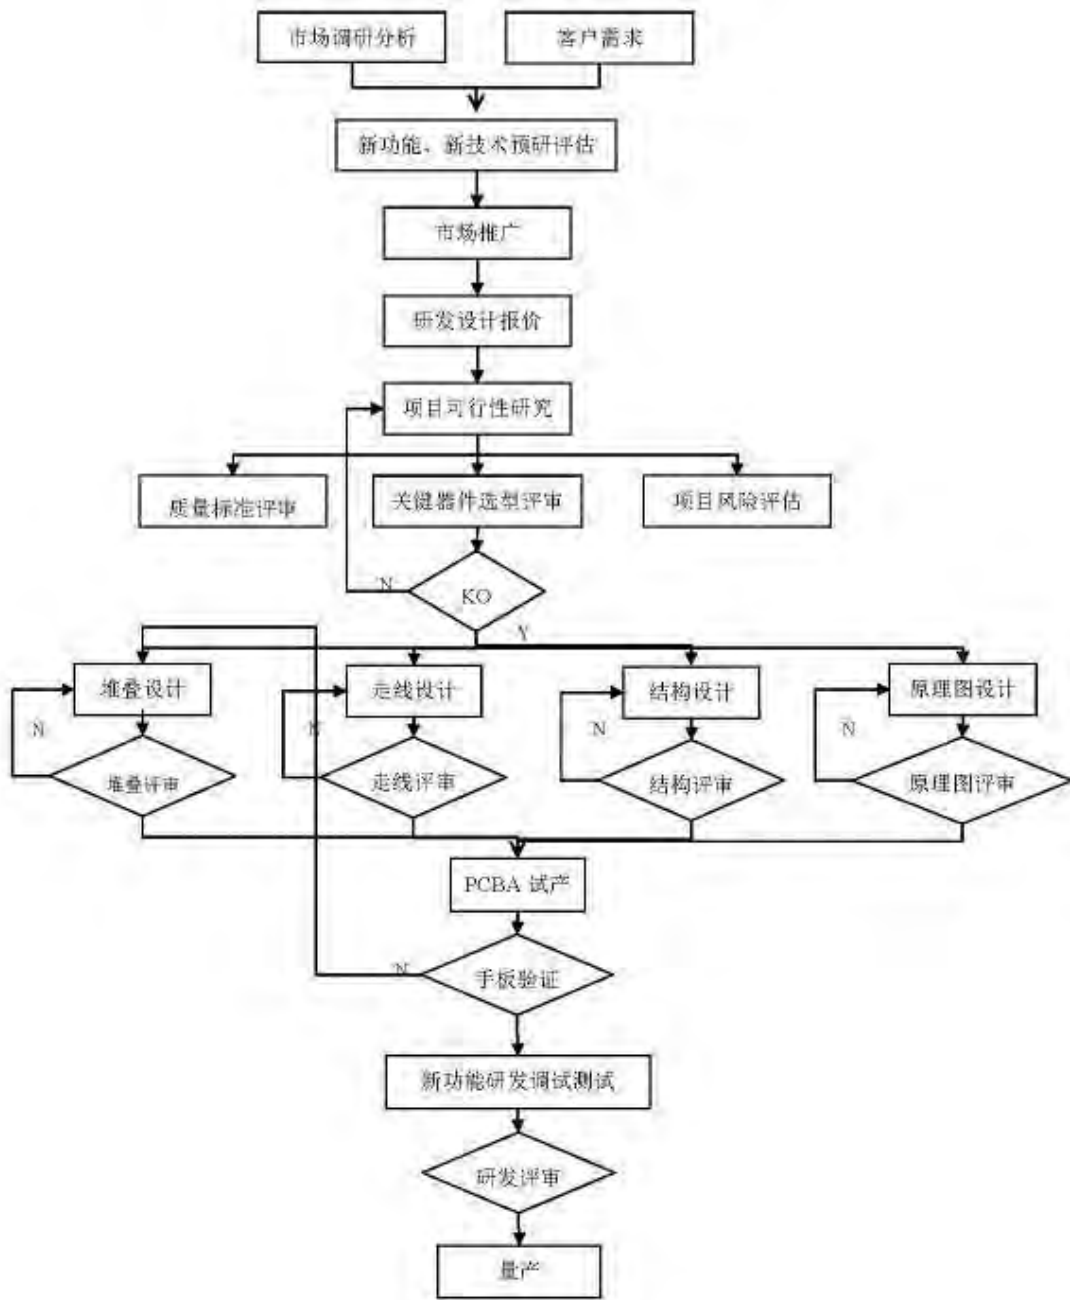 市场调研分析
客户需求
新功能、新技术预研评估
市场推广
研发设计报价
项目可行性研究
质量标准评审
关键器件选型评审
项目风险评估
N
KO
Y
堆叠设计
走线设计
结构设计
原理图设计
N
N
N
N
堆叠评审
走线评审
结构评审
原理图评审
PCBA 试产
N
手板验证
新功能研发调试测试
研发评审
量产